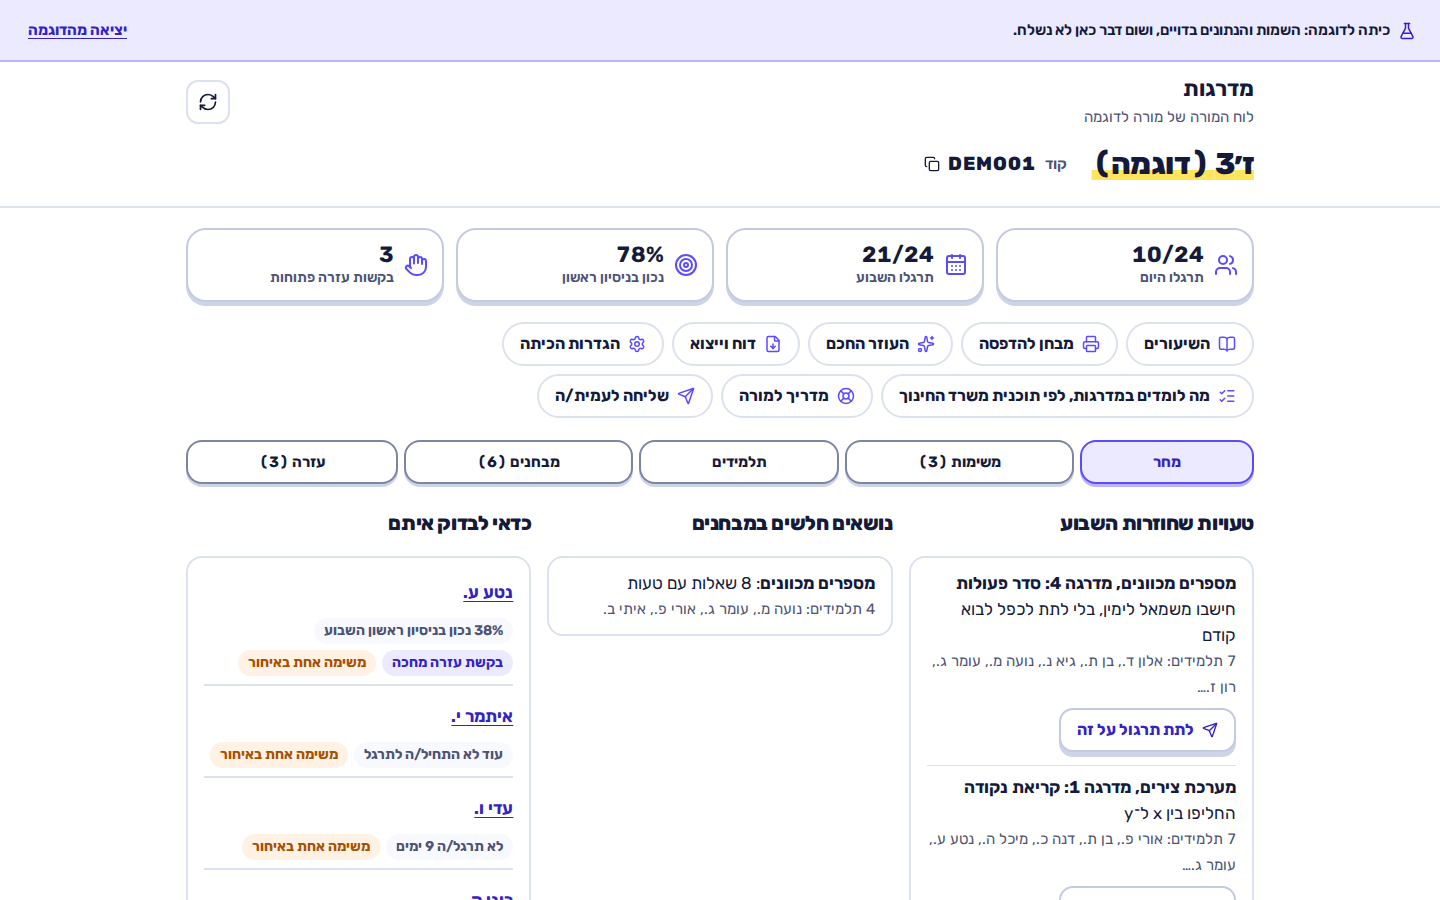 כיתה לדוגמה: השמות והנתונים בדויים, ושום דבר כאן לא נשלח.
יציאה מהדוגמה
מדרגות
לוח המורה של מורה לדוגמה
ז׳3 (דוגמה)
קוד DEMO01
10/24
תרגלו היום
21/24
תרגלו השבוע
78%
נכון בניסיון ראשון
3
בקשות עזרה פתוחות
השיעורים
מבחן להדפסה
העוזר החכם
דוח וייצוא
הגדרות הכיתה
מה לומדים במדרגות, לפי תוכנית משרד החינוך
מדריך למורה
שליחה לעמית/ה
מחר
משימות (3)
תלמידים
מבחנים (6)
עזרה (3)
טעויות שחוזרות השבוע
מספרים מכוונים, מדרגה 4: סדר פעולות
חישבו משמאל לימין, בלי לתת לכפל לבוא
קודם
7 תלמידים: אלון ד., בן ת., גיא נ., נועה מ., עומר ג.,
רון ז.…
לתת תרגול על זה
מערכת צירים, מדרגה 1: קריאת נקודה
החליפו בין x ל־y
7 תלמידים: אורי פ., בן ת., דנה כ., מיכל ה., נטע ע.,
עומר ג.…
נושאים חלשים במבחנים
מספרים מכוונים: 8 שאלות עם טעות
4 תלמידים: נועה מ., עומר ג., אורי פ., איתי ב.
כדאי לבדוק איתם
נטע ע.
38% נכון בניסיון ראשון השבוע
בקשת עזרה מחכה
משימה אחת באיחור
איתמר י.
עוד לא התחיל/ה לתרגל
משימה אחת באיחור
עדי ו.
לא תרגל/ה 9 ימים
משימה אחת באיחור